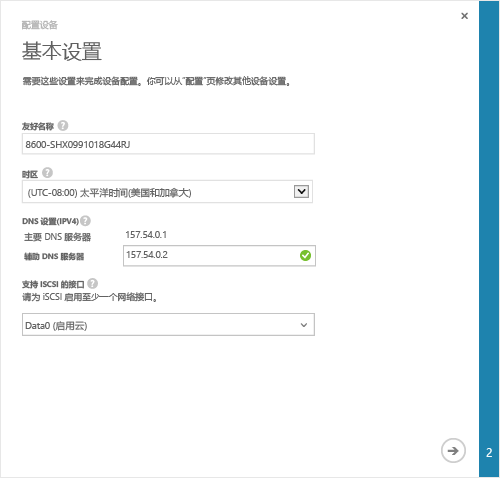 配置设备
基本设置
需要这些设置来完成设备配置。你可以从"配置"页修改其他设备设置。
友好名称 ?
8600-SHX0991018G44RJ
时区 ?
(UTC-08:00) 太平洋时间(美国和加拿大)
DNS 设置(IPV4) ?
主要 DNS 服务器 157.54.0.1
辅助 DNS 服务器 157.54.0.2
支持 ISCSI 的接口 ?
请为 iSCSI 启用至少一个网络接口。
Data0 (启用云)
2